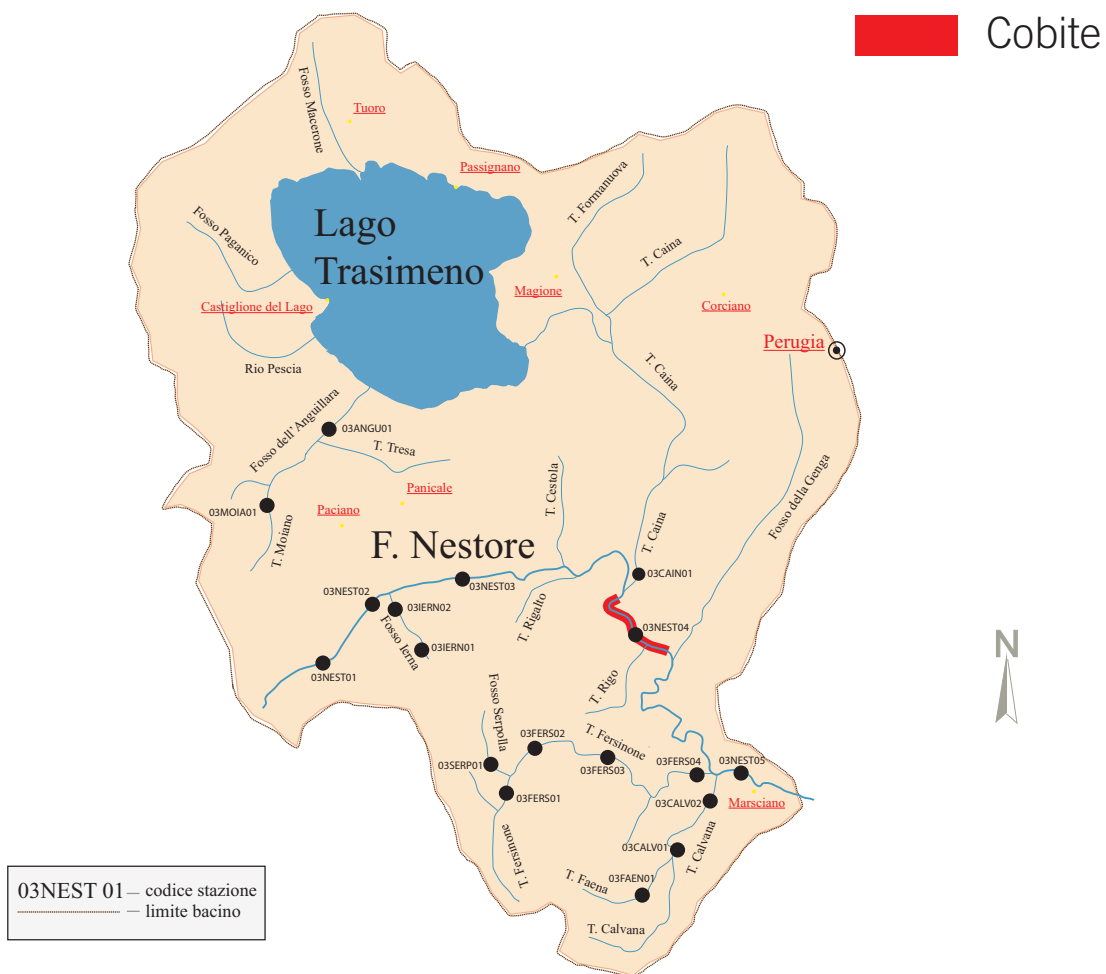 Cobite
Fosso Macerone
Tuoro
Passignano
T. Formanuova
Lago
Trasimeno
Fosso Paganico
T. Caina
Magione
Corciano
Castiglione del Lago
Perugia
Rio Pescia
T. Caina
Fosso dell'Anguillara
03ANGU01
T. Tresa
T. Cestola
Fosso della Genga
Panicale
03MOIA01
Paciano
T. Moiano
F. Nestore
T. Caina
03CAIN01
03NEST03
03NEST02
03IERN02
T. Rigalto
Fosso Ierna
03IERN01
03NEST04
N
03NEST01
T. Rigo
Fosso Serpolla
T. Fersinone
03FERS02
03SERP01
03FERS03
03FERS04
03NEST05
03FERS01
03CALV02
Marsciano
T. Fersinone
03CALV01
T. Calvana
03FAEN01
T. Faena
T. Calvana
03NEST 01 – codice stazione
– limite bacino